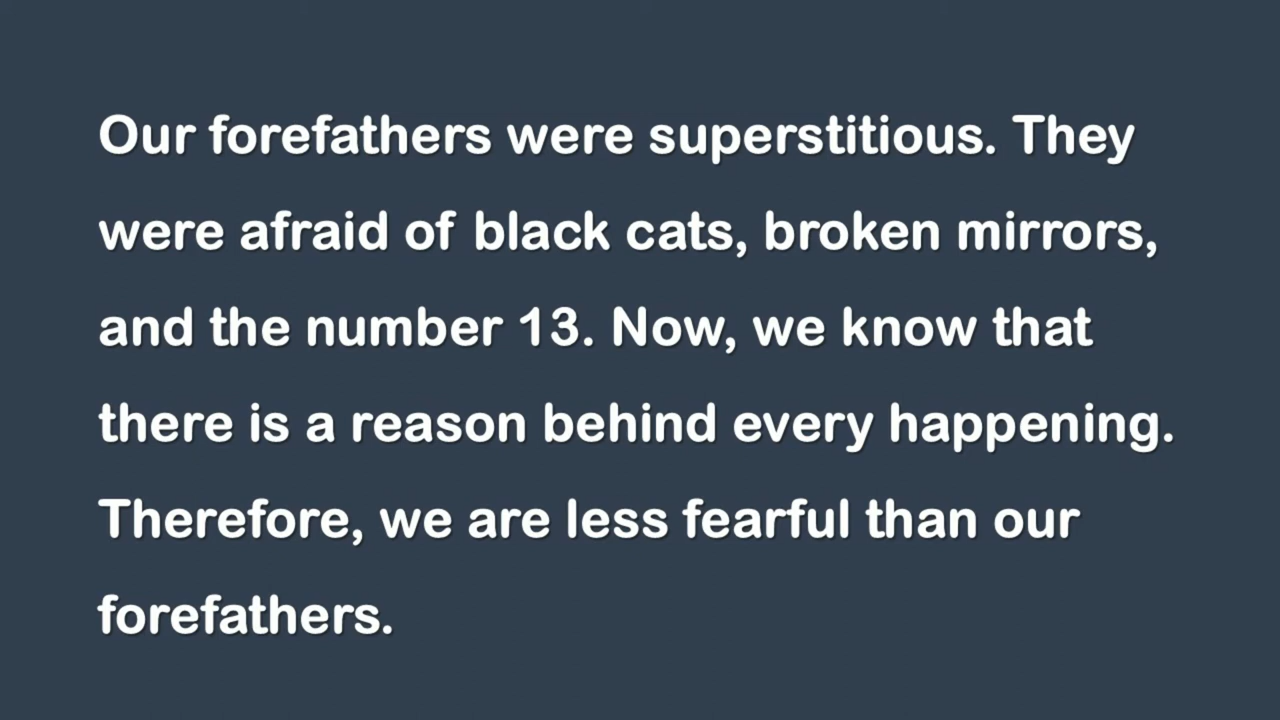 Our forefathers were superstitious. They
were afraid of black cats, broken mirrors,
and the number 13. Now, we know that
there is a reason behind every happening.
Therefore, we are less fearful than our
forefathers.